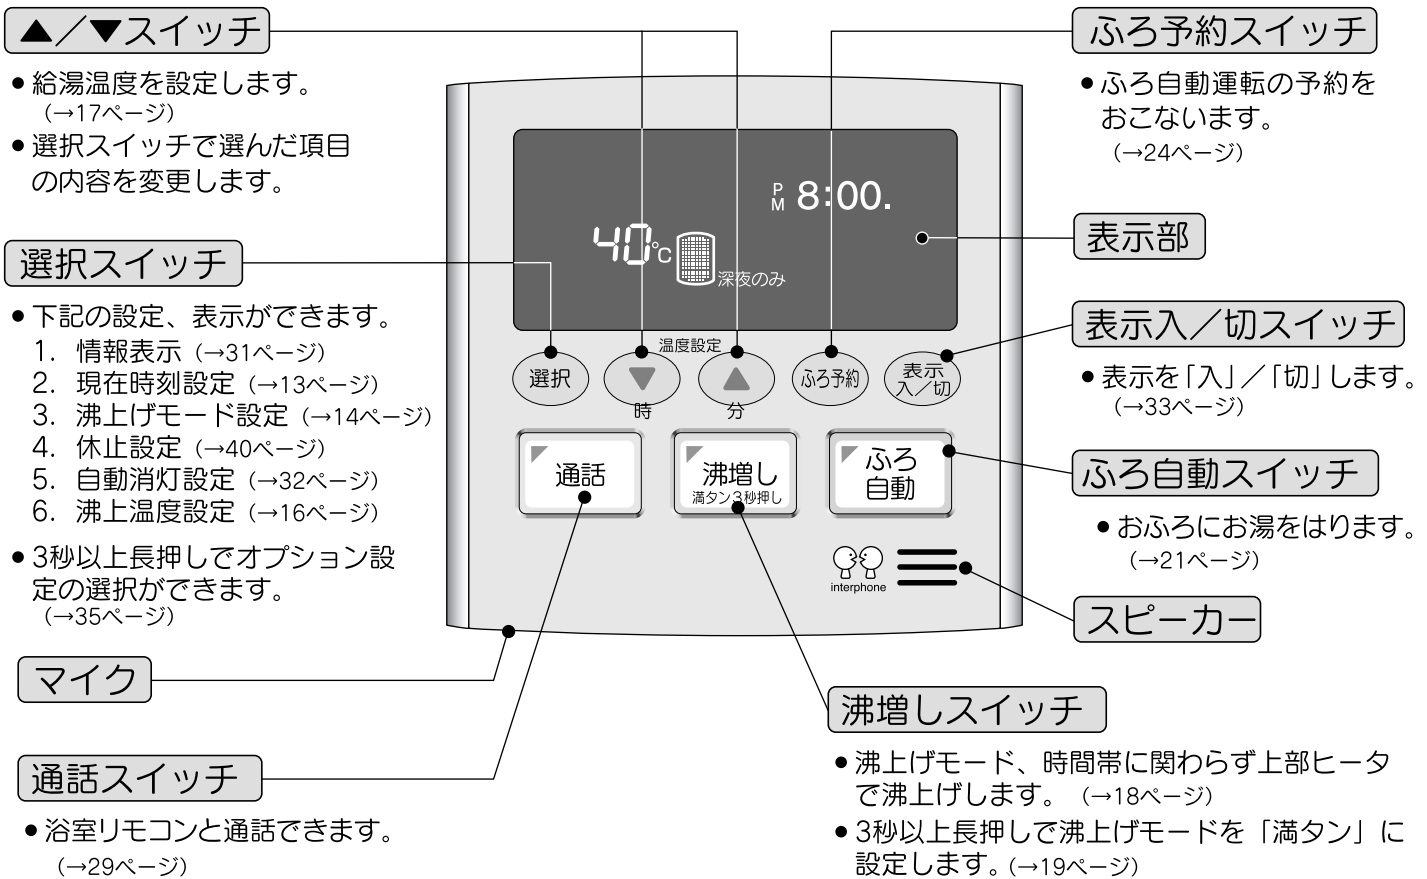 ▲／▼スイッチ
●給湯温度を設定します。
（→17ページ）
●選択スイッチで選んだ項目
の内容を変更します。
選択スイッチ
●下記の設定、表示ができます。
1. 情報表示（→31ページ）
2. 現在時刻設定（→13ページ）
3. 沸上げモード設定（→14ページ）
4. 休止設定（→40ページ）
5. 自動消灯設定（→32ページ）
6. 沸上温度設定（→16ページ）
●3秒以上長押しでオプション設
定の選択ができます。
（→35ページ）
マイク
通話スイッチ
●浴室リモコンと通話できます。
（→29ページ）
PM 8:00.
40℃
深夜のみ
温度設定
選択
▼
▲
ふろ予約
表示
入／切
時
分
通話
沸増し
満タン3秒押し
ふろ
自動
interphone
ふろ予約スイッチ
●ふろ自動運転の予約を
おこないます。
（→24ページ）
表示部
表示入／切スイッチ
●表示を「入」／「切」します。
（→33ページ）
ふろ自動スイッチ
●おふろにお湯をはります。
（→21ページ）
スピーカー
沸増しスイッチ
●沸上げモード、時間帯に関わらず上部ヒータ
で沸上げします。（→18ページ）
●3秒以上長押しで沸上げモードを「満タン」に
設定します。（→19ページ）